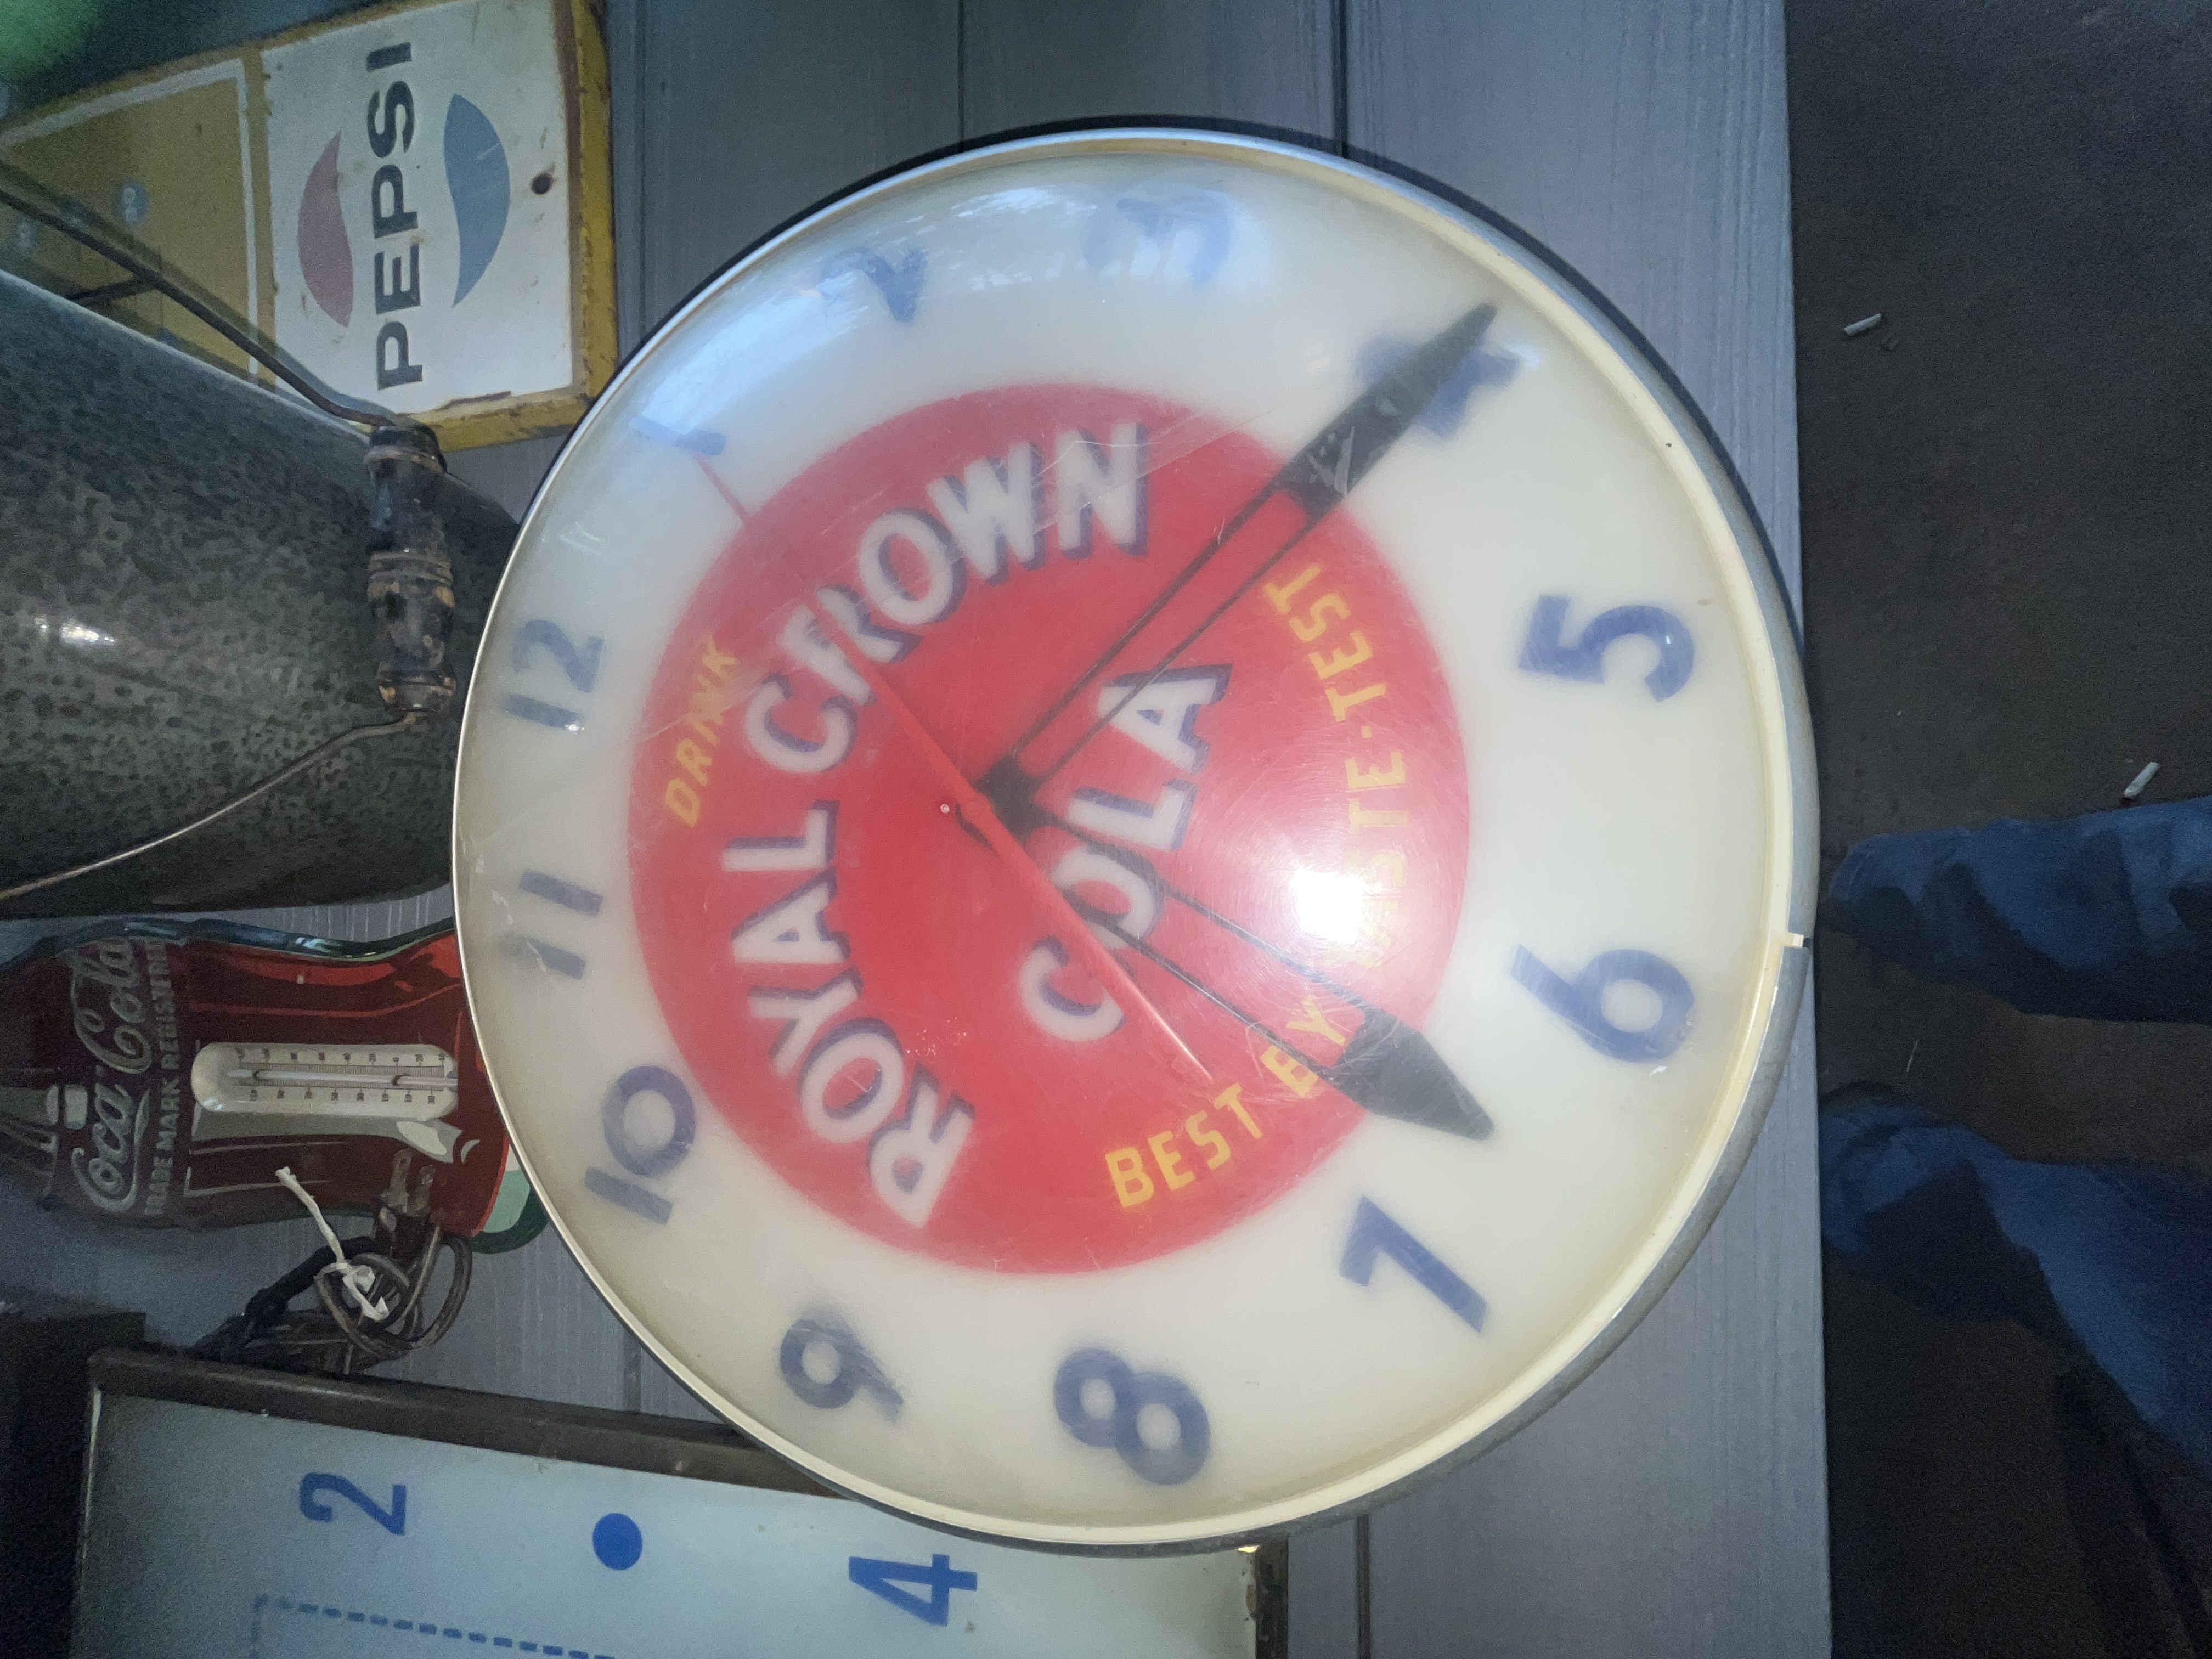 PEPSI
12
1
2
3
4
5
6
7
8
9
10
11
DRINK
ROYAL CROWN
COLA
BEST BY TASTE-TEST
Coca-Cola
TRADE MARK REGISTERED
2
4